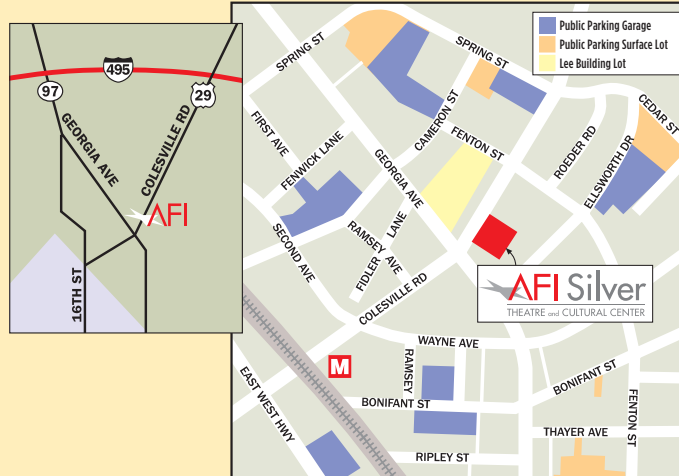 495
97
29
GEORGIA AVE
COLESVILLE RD
AFI
16TH ST
Public Parking Garage
Public Parking Surface Lot
Lee Building Lot
SPRING ST
SPRING ST
CEDAR ST
CAMERON ST
FIRST AVE
FENTON ST
ROEDER RD
ELLSWORTH DR
FENWICK LANE
GEORGIA AVE
SECOND AVE
RAMSEY AVE
FIDLER LANE
COLESVILLE RD
AFI Silver
THEATRE and CULTURAL CENTER
WAYNE AVE
M
RAMSEY
BONIFANT ST
EAST WEST HWY
BONIFANT ST
FENTON ST
THAYER AVE
RIPLEY ST